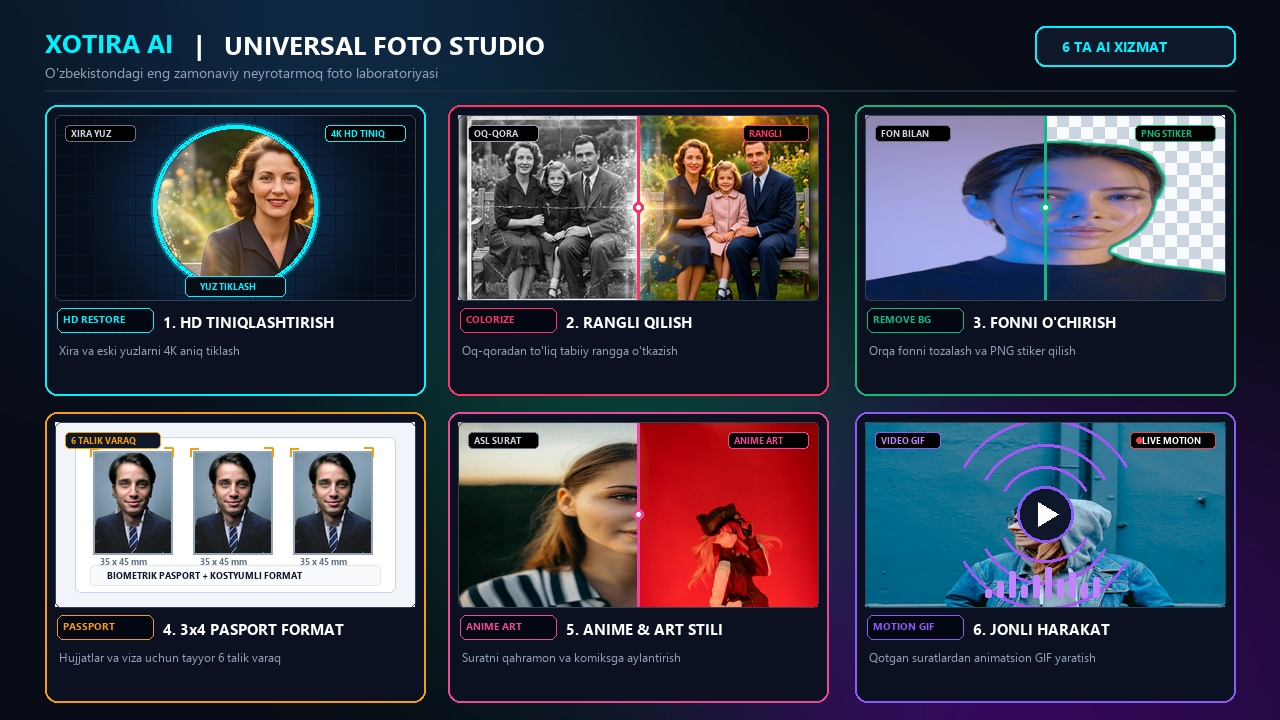 XOTIRA AI | UNIVERSAL FOTO STUDIO
O'zbekistondagi eng zamonaviy neyrotarmoq foto laboratoriyasi
6 TA AI XIZMAT
XIRA YUZ
4K HD TINIQ
YUZ TIKLASH
HD RESTORE
1. HD TINIQLASHTIRISH
Xira va eski yuzlarni 4K aniq tiklash
OQ-QORA
RANGLI
COLORIZE
2. RANGLI QILISH
Oq-qoradan to'liq tabiiy rangga o'tkazish
FON BILAN
PNG STIKER
REMOVE BG
3. FONNI O'CHIRISH
Orqa fonni tozalash va PNG stiker qilish
6 TALIK VARAQ
35 x 45 mm
35 x 45 mm
35 x 45 mm
BIOMETRIK PASPORT + KOSTYUMLI FORMAT
PASSPORT
4. 3x4 PASPORT FORMAT
Hujjatlar va viza uchun tayyor 6 talik varaq
ASL SURAT
ANIME ART
ANIME ART
5. ANIME & ART STILI
Suratni qahramon va komiksga aylantirish
VIDEO GIF
LIVE MOTION
MOTION GIF
6. JONLI HARAKAT
Qotgan suratlardan animatsion GIF yaratish